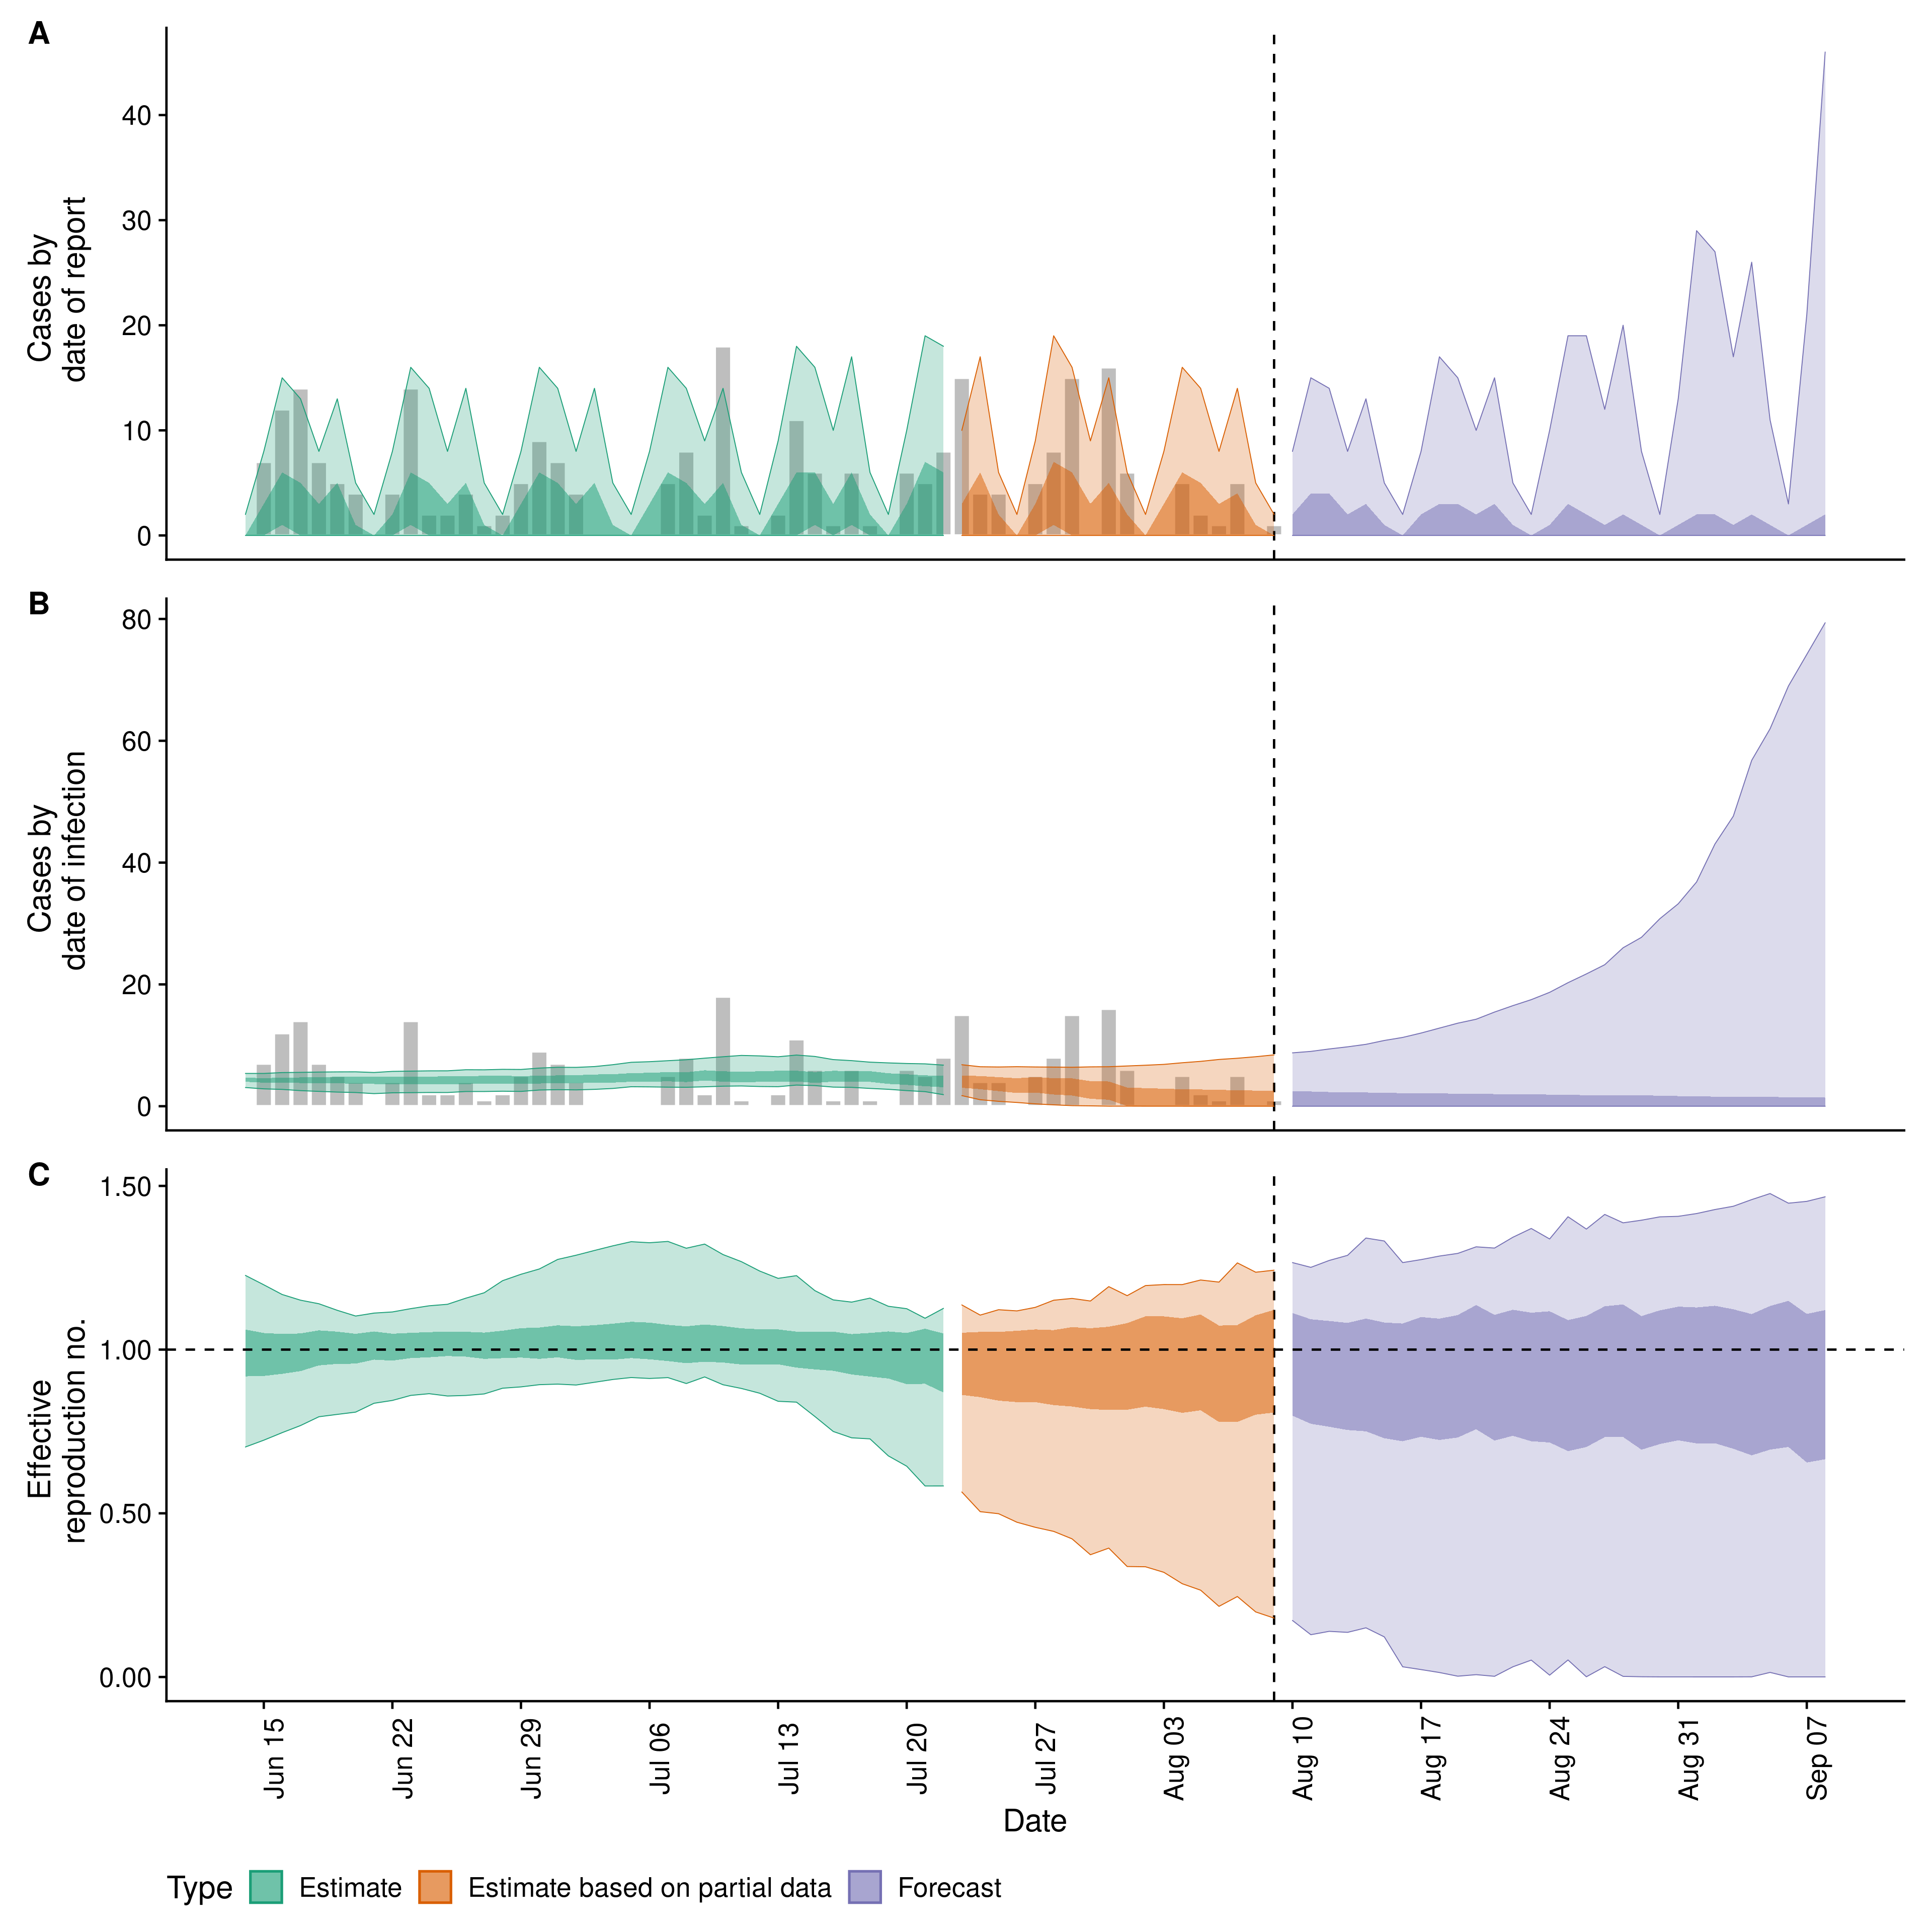 A
Cases by
date of report
40
30
20
10
0
B
Cases by
date of infection
80
60
40
20
0
C
Effective
reproduction no.
1.50
1.00
0.50
0.00
Jun 15
Jun 22
Jun 29
Jul 06
Jul 13
Jul 20
Jul 27
Aug 03
Aug 10
Aug 17
Aug 24
Aug 31
Sep 07
Date
Type Estimate Estimate based on partial data Forecast